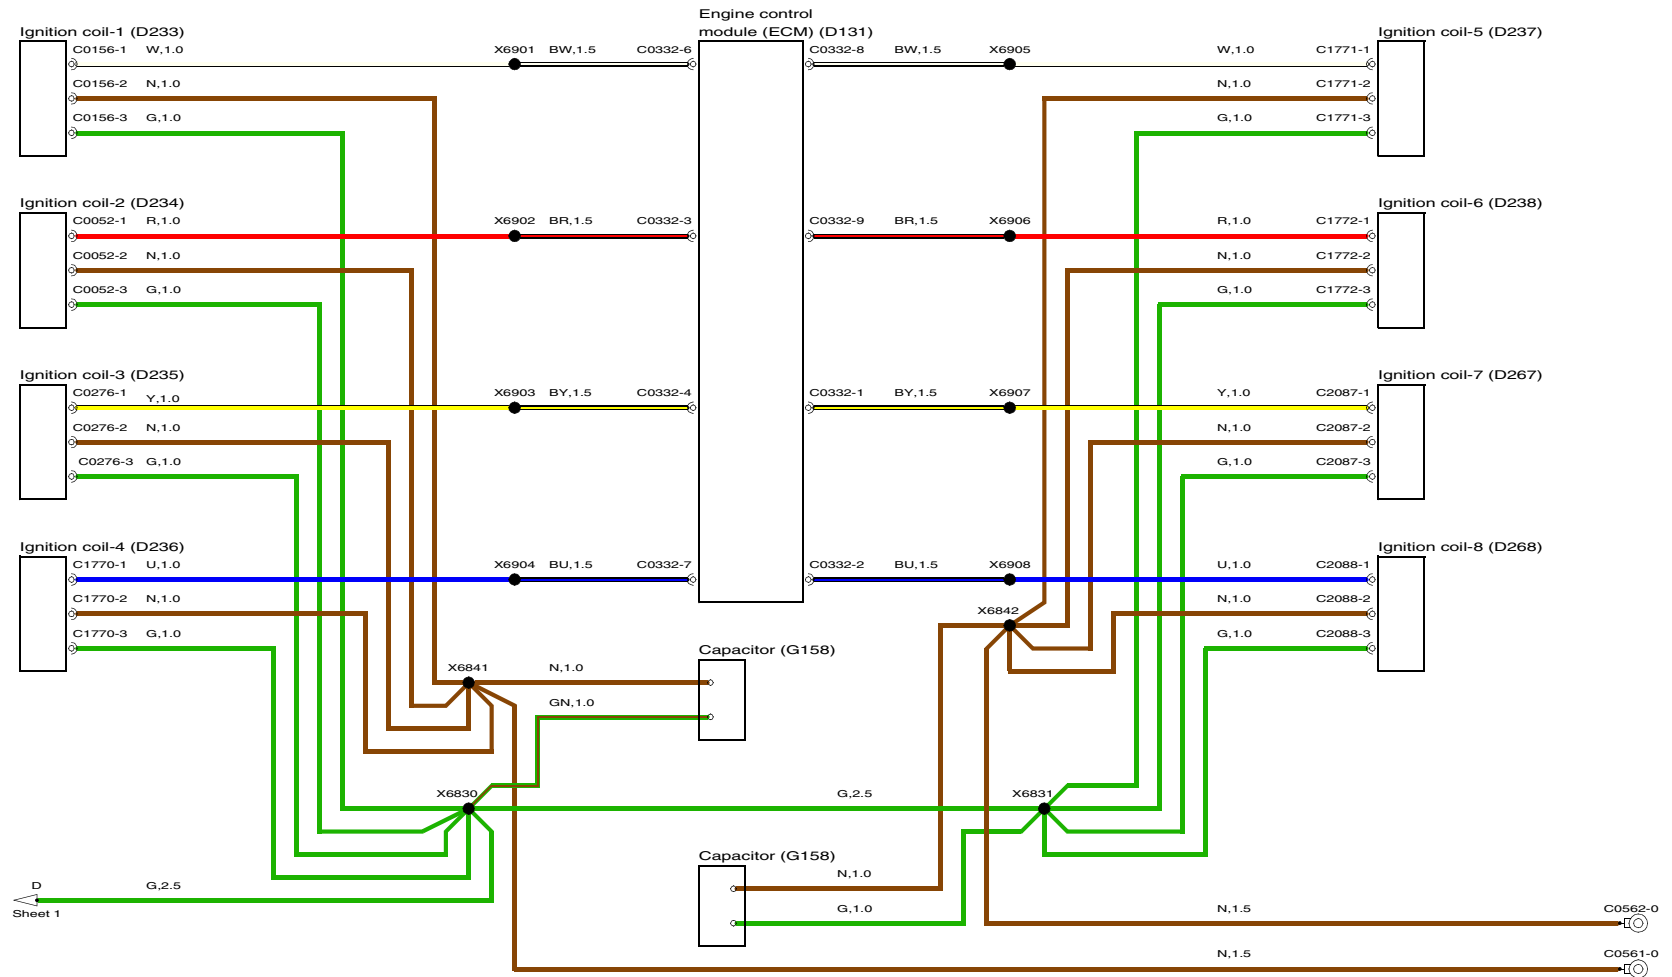 Engine control
module (ECM) (D131)
Ignition coil-1 (D233)
Ignition coil-5 (D237)
C0156-1 W,1.0 X6901 BW,1.5 C0332-6 C0332-8 BW,1.5 X6905 W,1.0 C1771-1
C0156-2 N,1.0 N,1.0 C1771-2
C0156-3 G,1.0 G,1.0 C1771-3
Ignition coil-2 (D234)
Ignition coil-6 (D238)
C0052-1 R,1.0 X6902 BR,1.5 C0332-3 C0332-9 BR,1.5 X6906 R,1.0 C1772-1
C0052-2 N,1.0 N,1.0 C1772-2
C0052-3 G,1.0 G,1.0 C1772-3
Ignition coil-3 (D235)
Ignition coil-7 (D267)
C0276-1 Y,1.0 X6903 BY,1.5 C0332-4 C0332-1 BY,1.5 X6907 Y,1.0 C2087-1
C0276-2 N,1.0 N,1.0 C2087-2
C0276-3 G,1.0 G,1.0 C2087-3
Ignition coil-4 (D236)
Ignition coil-8 (D268)
C1770-1 U,1.0 X6904 BU,1.5 C0332-7 C0332-2 BU,1.5 X6908 U,1.0 C2088-1
C1770-2 N,1.0 N,1.0 C2088-2
X6842
C1770-3 G,1.0 G,1.0 C2088-3
Capacitor (G158)
X6841 N,1.0
GN,1.0
X6830 G,2.5 X6831
Capacitor (G158)
N,1.0
D G,2.5
Sheet 1
G,1.0 N,1.5 C0562-0
N,1.5 C0561-0